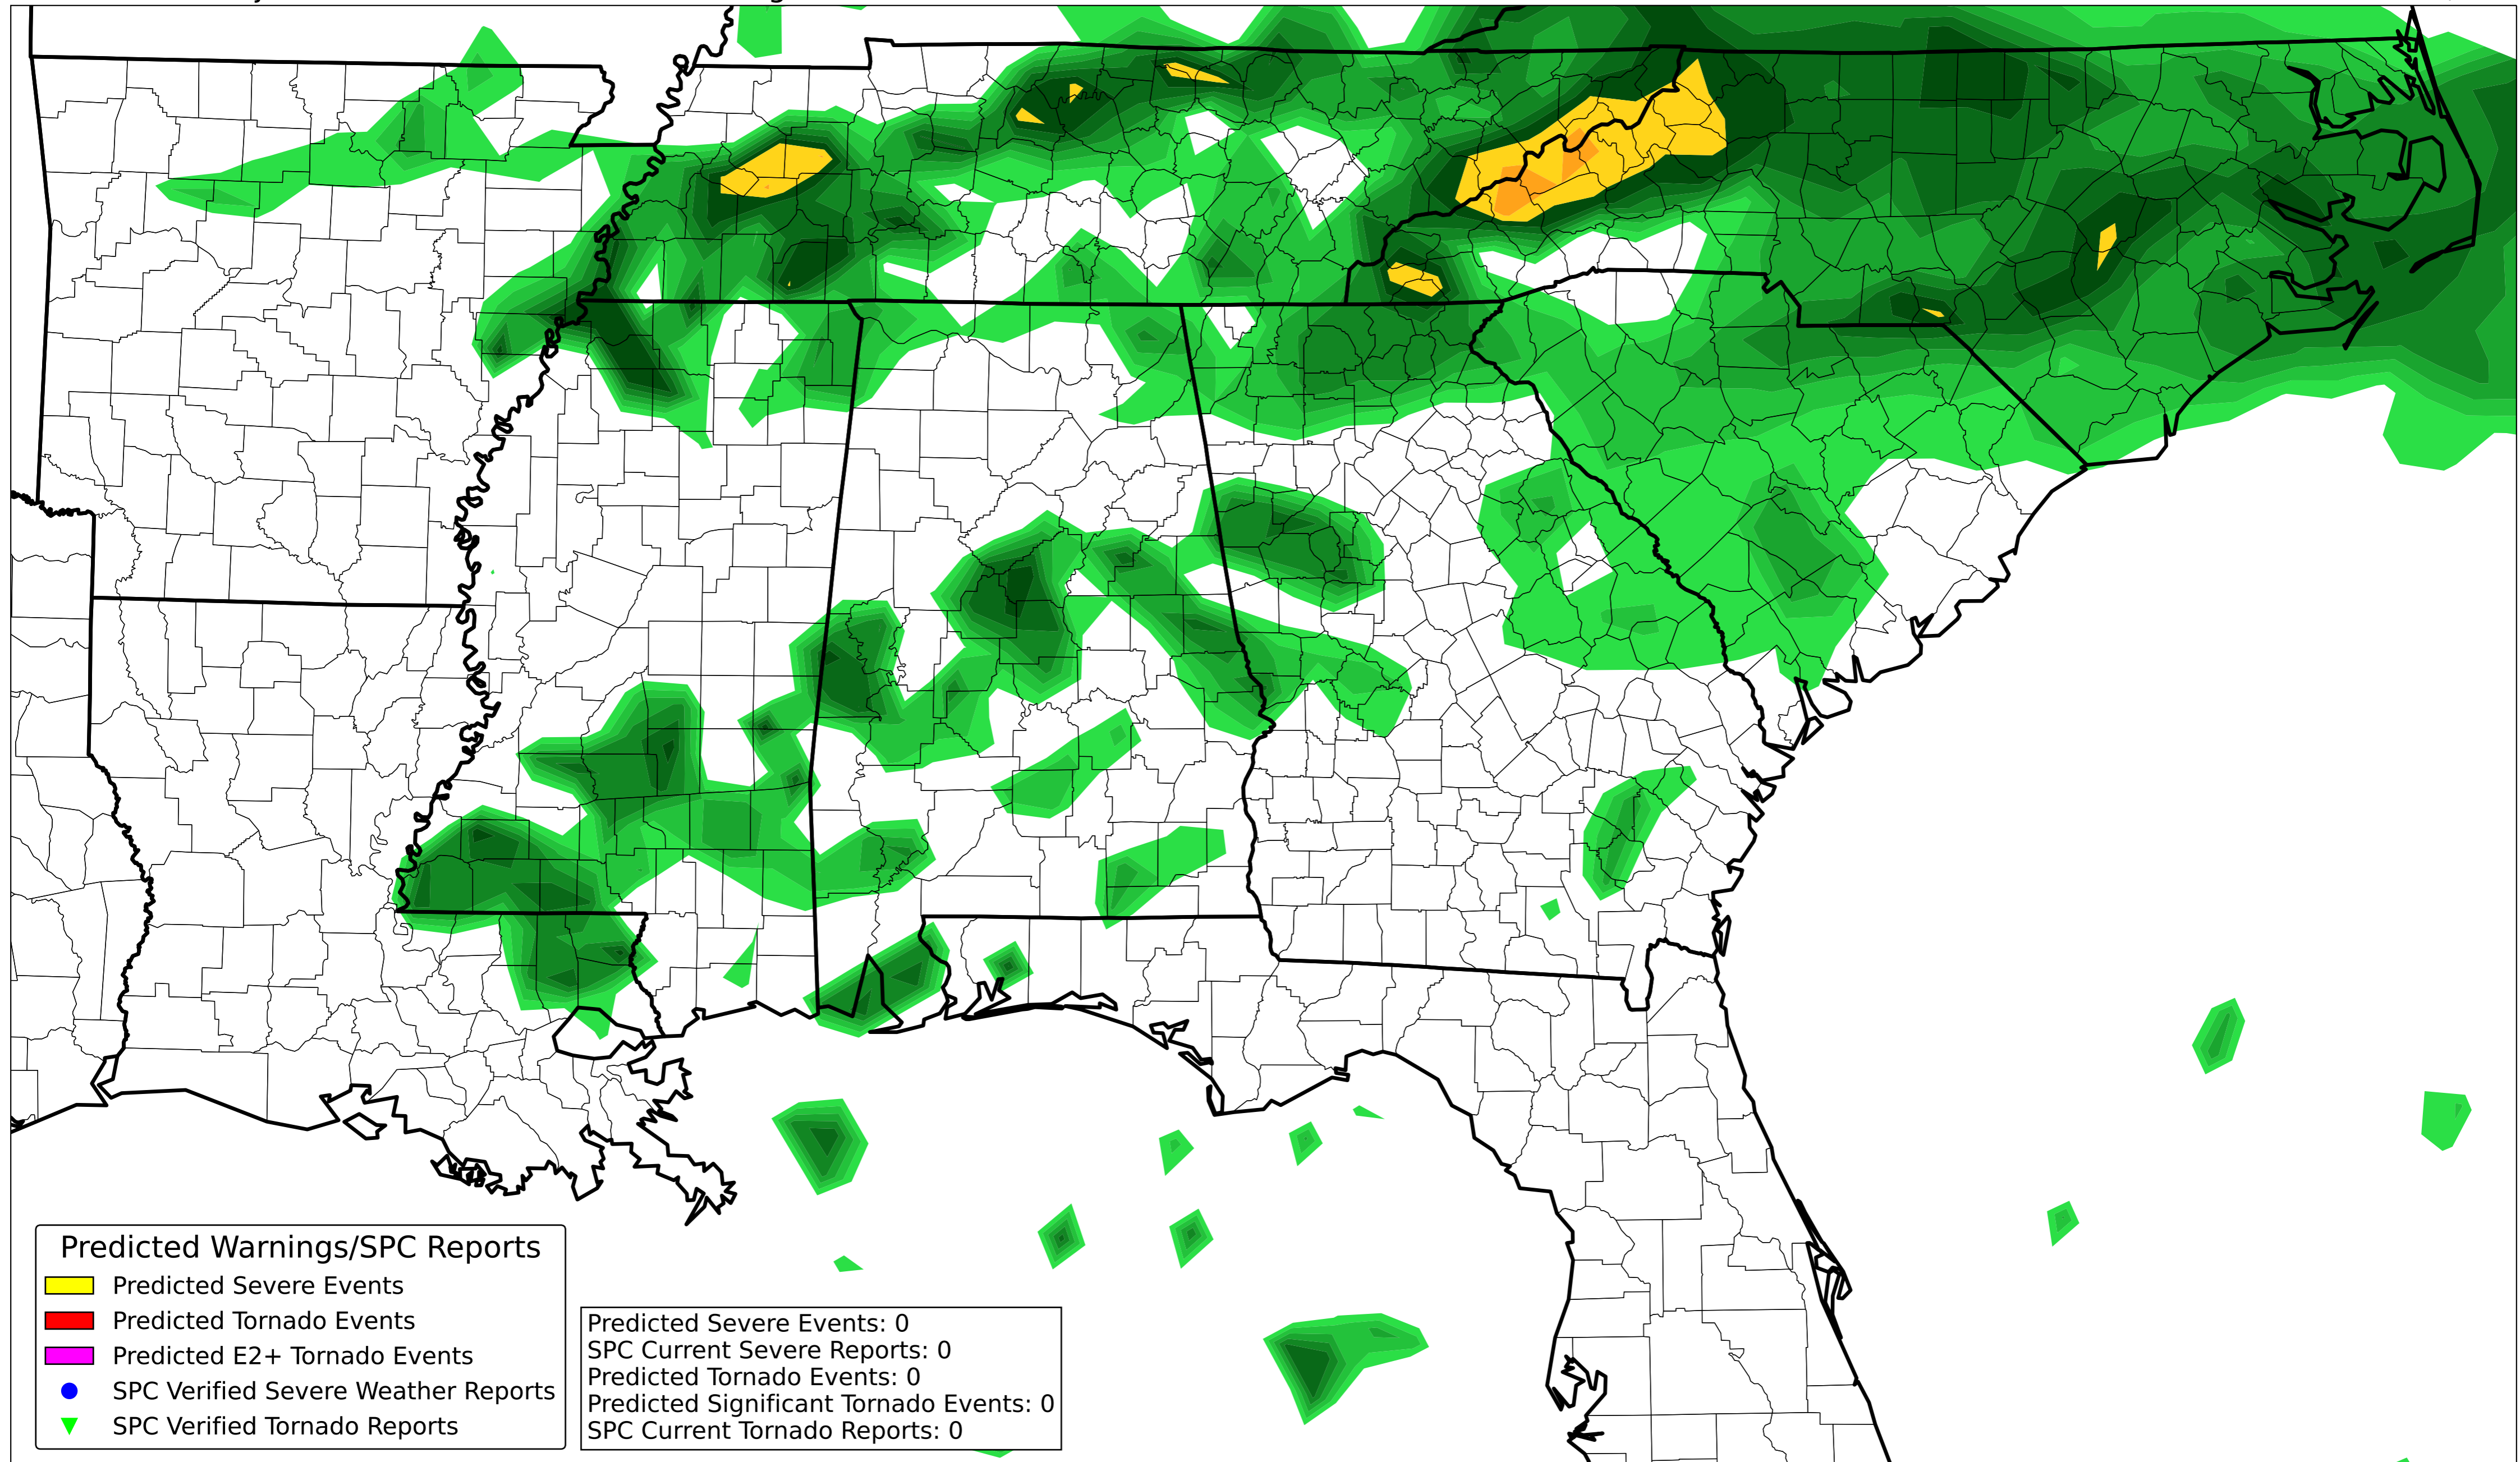 Predicted Warnings/SPC Reports
Predicted Severe Events
Predicted Tornado Events
Predicted E2+ Tornado Events
SPC Verified Severe Weather Reports
SPC Verified Tornado Reports
Predicted Severe Events: 0
SPC Current Severe Reports: 0
Predicted Tornado Events: 0
Predicted Significant Tornado Events: 0
SPC Current Tornado Reports: 0